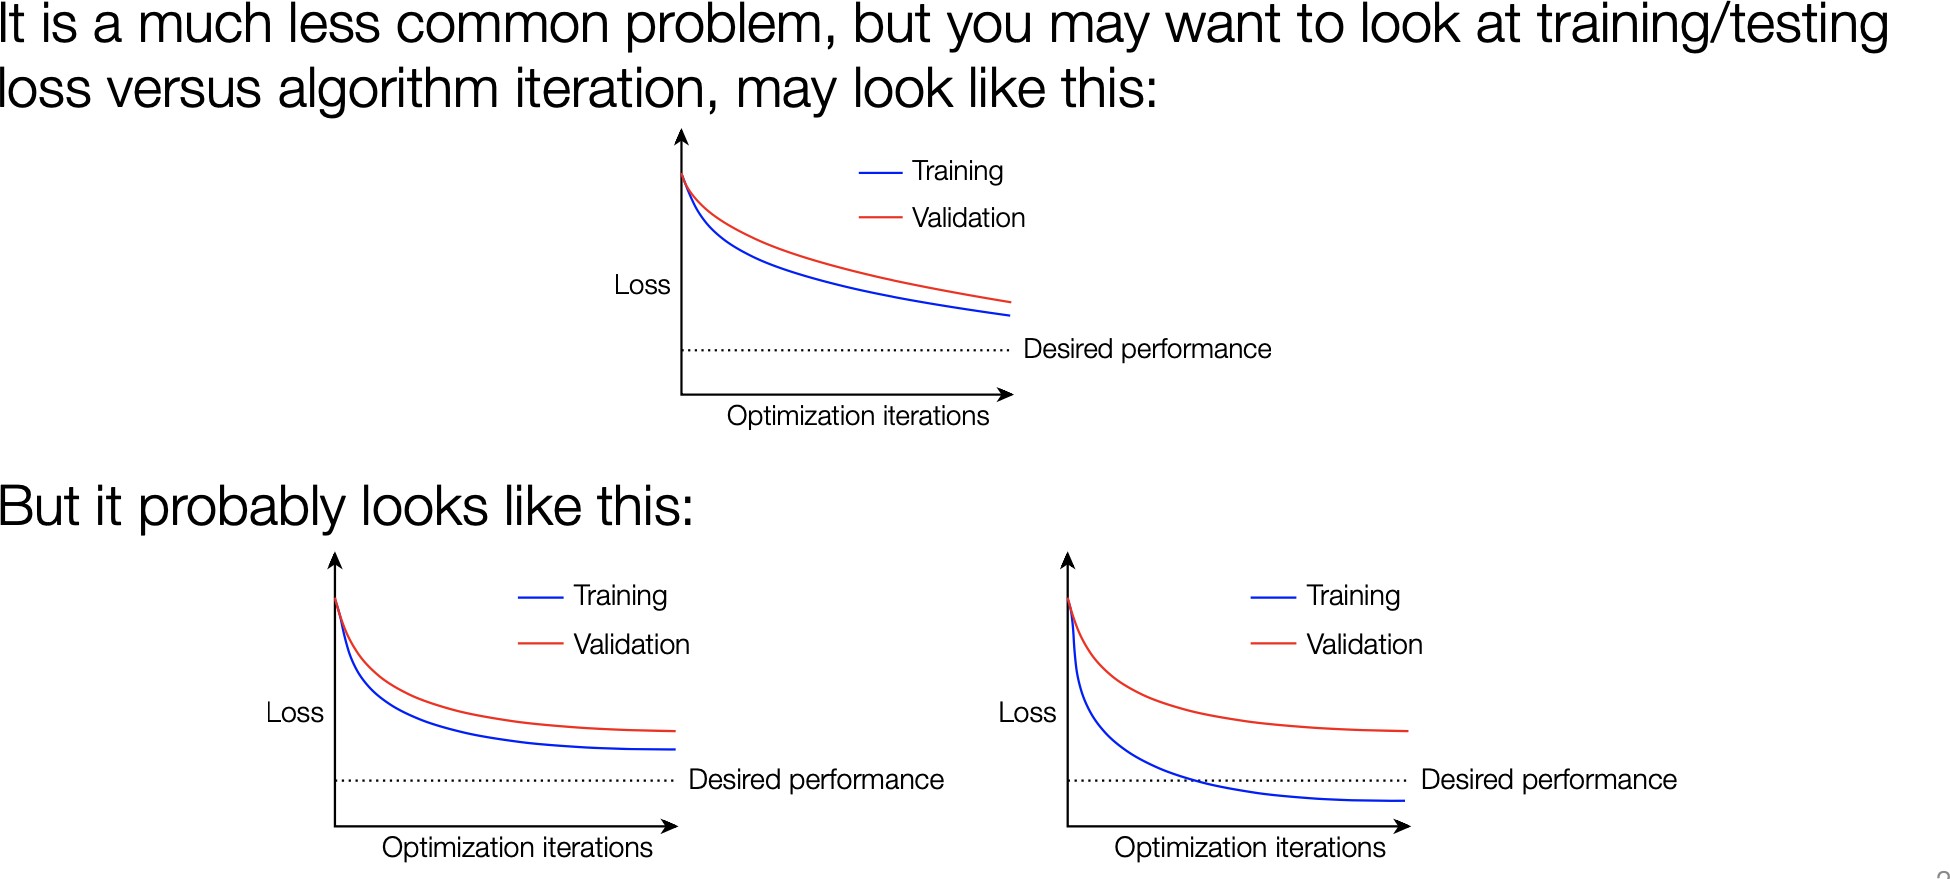 It is a much less common problem, but you may want to look at training/testing
loss versus algorithm iteration, may look like this:
Training
Validation
Loss
Desired performance
Optimization iterations
But it probably looks like this:
Training
Validation
Loss
Desired performance
Optimization iterations
Training
Validation
Loss
Desired performance
Optimization iterations